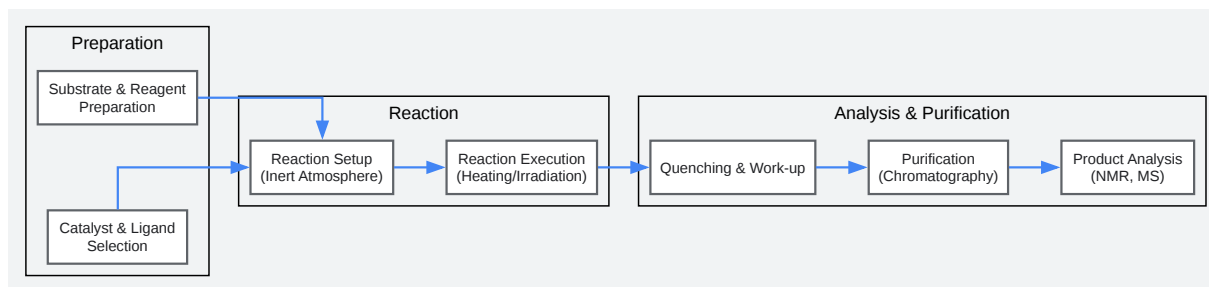 Preparation
Substrate & Reagent
Preparation
Catalyst & Ligand
Selection
Reaction
Reaction Setup
(Inert Atmosphere)
Reaction Execution
(Heating/Irradiation)
Analysis & Purification
Quenching & Work-up
Purification
(Chromatography)
Product Analysis
(NMR, MS)